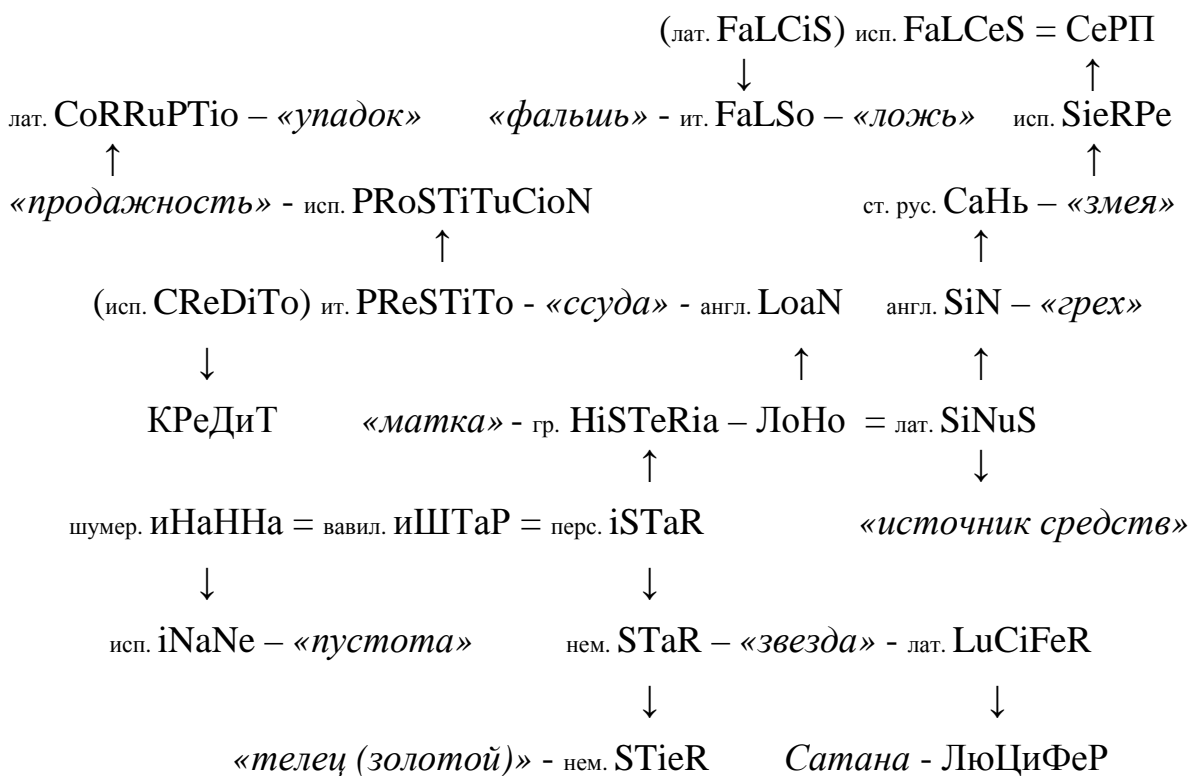 (лат. FaLCiS) исп. FaLCeS = СеРП
↓ ↑
лат. CoRRuPTio – «упадок» «фальшь» - ит. FaLSo – «ложь» исп. SieRPe
↑ ↑
«продажность» - исп. PRoSTiTuCioN ст. рус. СаНь – «змея»
↑ ↑
(исп. CReDiTo) ит. PReSTiTo - «ссуда» - англ. LoaN англ. SiN – «грех»
↓ ↑ ↑
КРеДиТ «матка» - гр. HiSTeRia – ЛоНо = лат. SiNuS
↑ ↓
шумер. иНаННа = вавил. иШТаР = перс. iSTaR «источник средств»
↓ ↓
исп. iNaNe – «пустота» нем. STaR – «звезда» - лат. LuCiFeR
↓ ↓
«телец (золотой)» - нем. STieR Сатана - ЛюЦиФеР